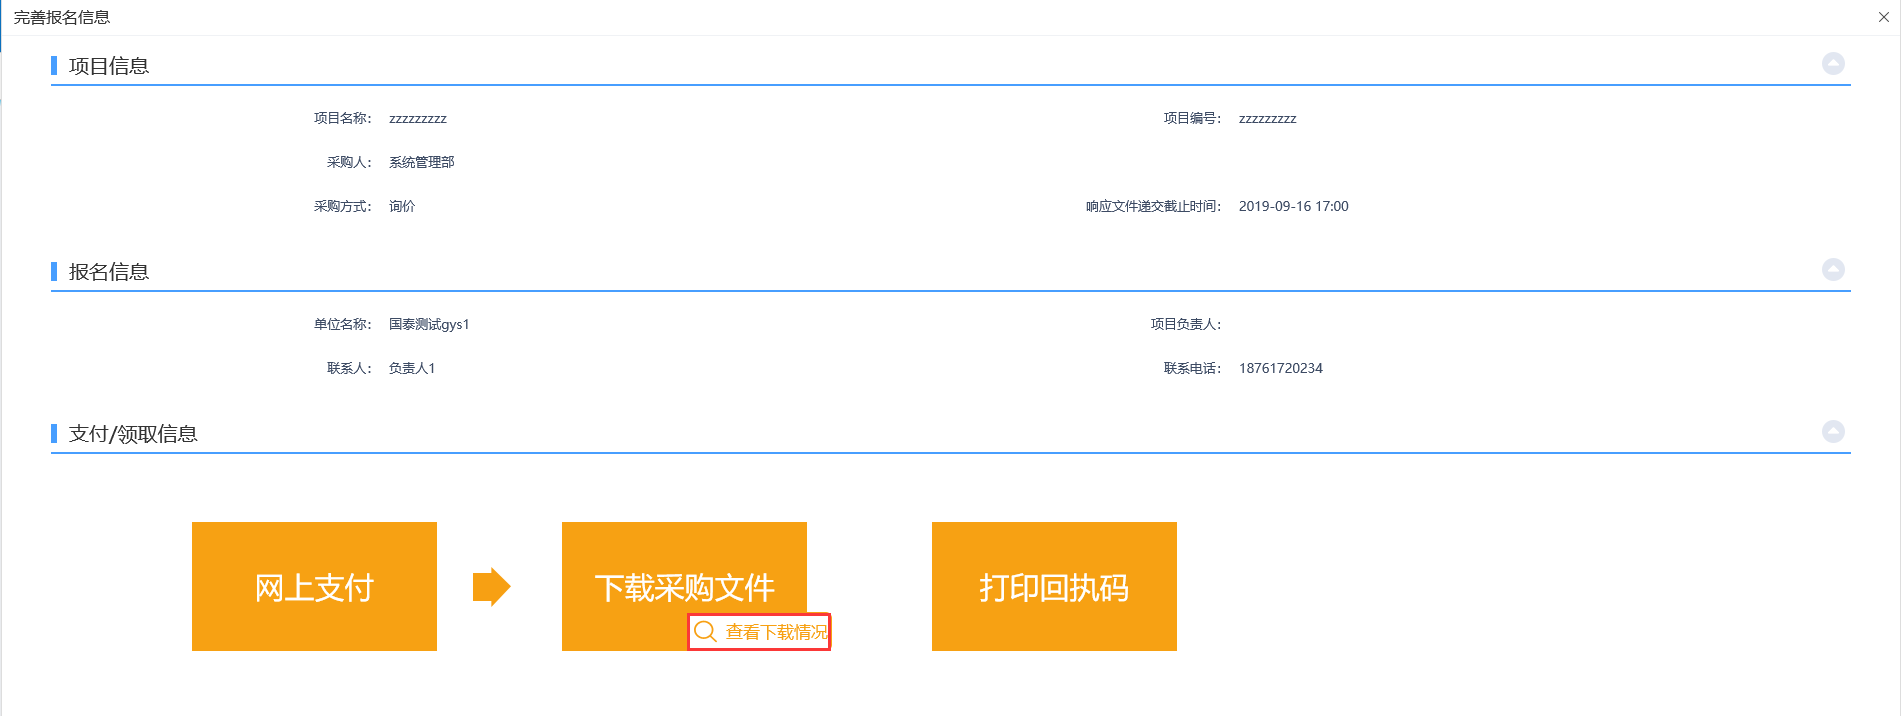 完善报名信息
项目信息
项目名称： zzzzzzzzz 项目编号： zzzzzzzzz
采购人： 系统管理部
采购方式： 询价 响应文件递交截止时间： 2019-09-16 17:00
报名信息
单位名称： 国泰测试gys1 项目负责人：
联系人： 负责人1 联系电话： 18761720234
支付/领取信息
网上支付 下载采购文件 打印回执码
查看下载情况